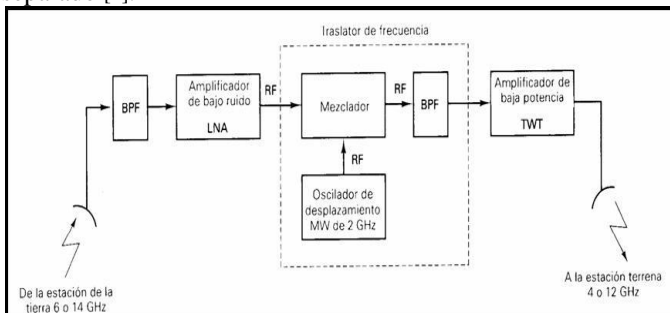 Traslator de frecuencia
BPF
Amplificador
de bajo ruido
LNA
RF
Mezclador
RF
BPF
Amplificador de
baja potencia
TWT
RF
Oscilador de
desplazamiento
MW de 2 GHz
De la estación de la
tierra 6 o 14 GHz
A la estación terrena
4 o 12 GHz